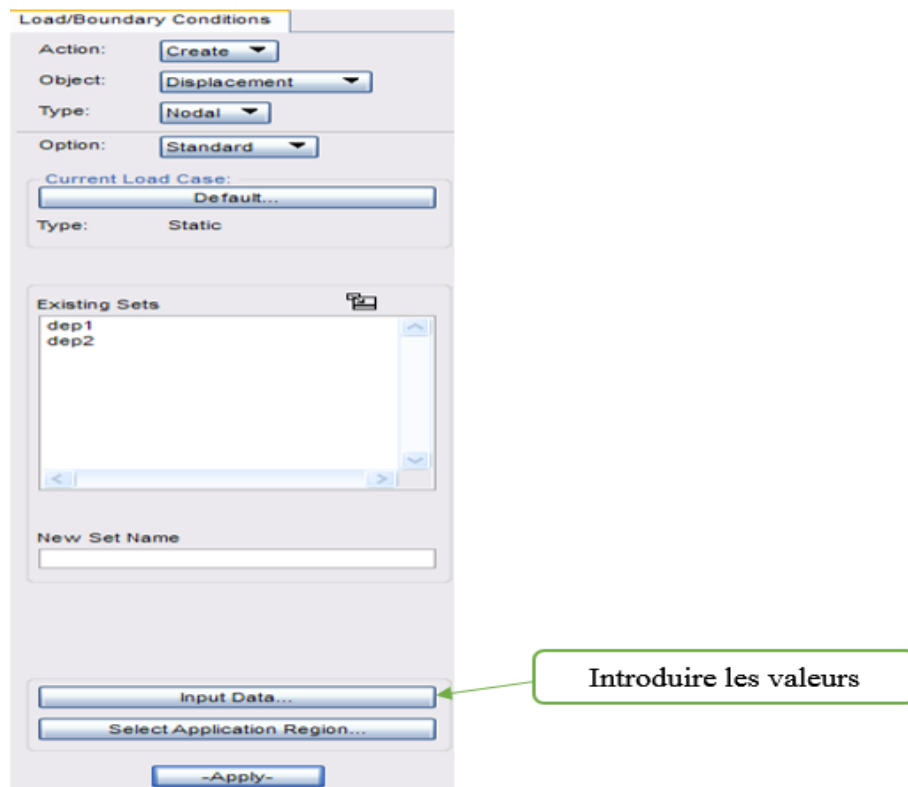 Load/Boundary Conditions
Action: Create
Object: Displacement
Type: Nodal
Option: Standard
Current Load Case:
Default...
Type: Static
Existing Sets
dep1
dep2
New Set Name
Input Data...
Introduire les valeurs
Select Application Region...
-Apply-